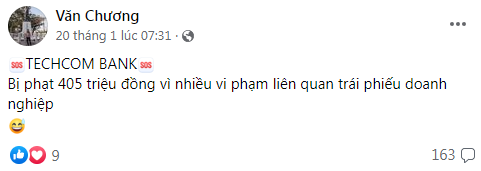 Văn Chương
20 tháng 1 lúc 07:31 ·
🆘TECHCOM BANK🆘
Bị phạt 405 triệu đồng vì nhiều vi phạm liên quan trái phiếu doanh
nghiệp
😅
9
163